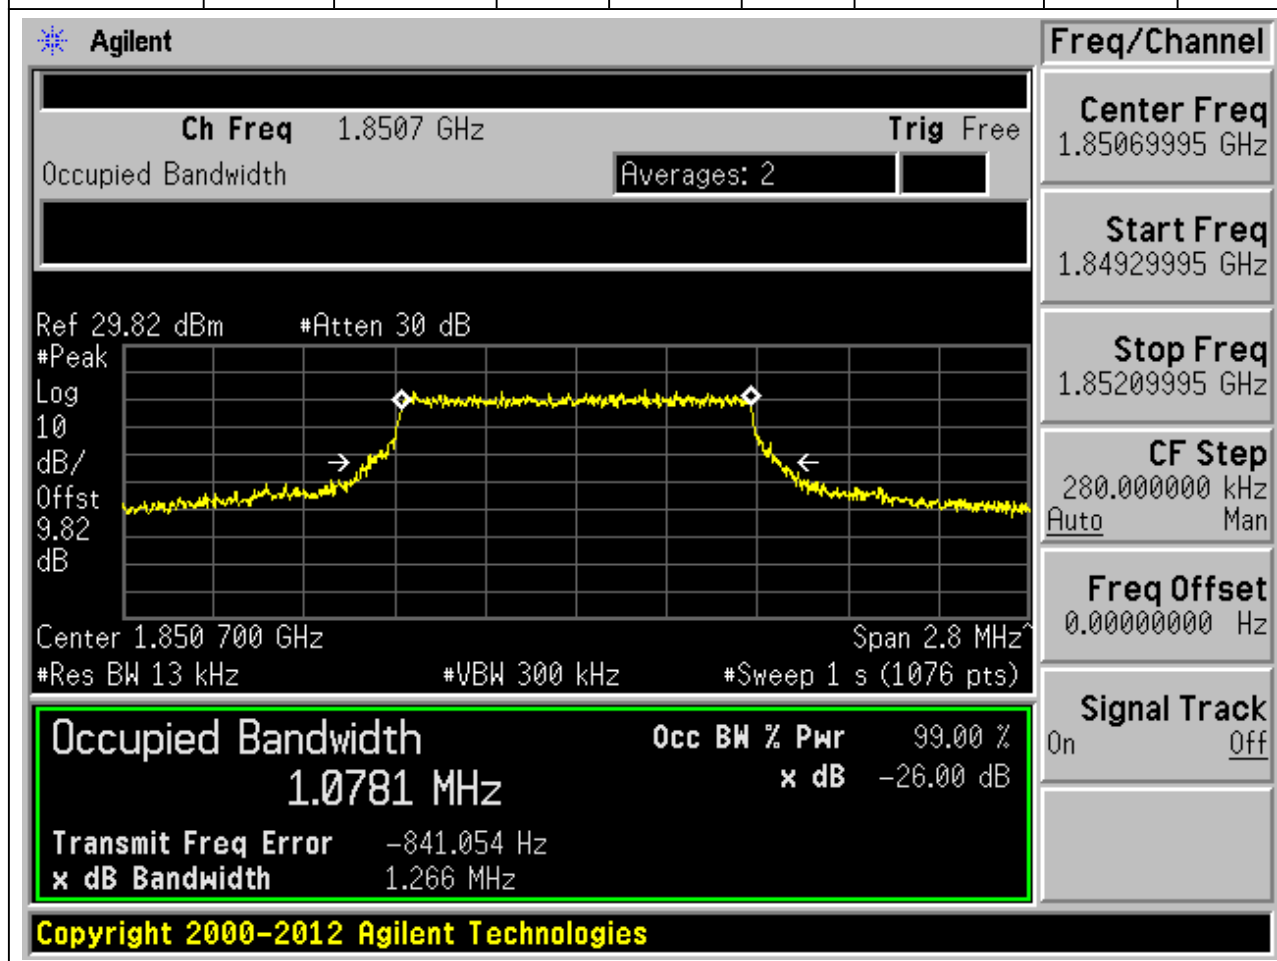 Agilent
Freq/Channel
Ch Freq 1.8507 GHz Trig Free
Occupied Bandwidth Averages: 2
Center Freq
1.85069995 GHz
Start Freq
1.84929995 GHz
Stop Freq
1.85209995 GHz
CF Step
280.000000 kHz
Auto Man
Freq Offset
0.00000000 Hz
Signal Track
On Off
Ref 29.82 dBm #Atten 30 dB
#Peak
Log
10
dB/
Offst
9.82
dB
Center 1.850 700 GHz Span 2.8 MHz^
#Res BW 13 kHz #VBW 300 kHz #Sweep 1 s (1076 pts)
Occupied Bandwidth Occ BW % Pwr 99.00 %
1.0781 MHz x dB -26.00 dB
Transmit Freq Error -841.054 Hz
x dB Bandwidth 1.266 MHz
Copyright 2000-2012 Agilent Technologies